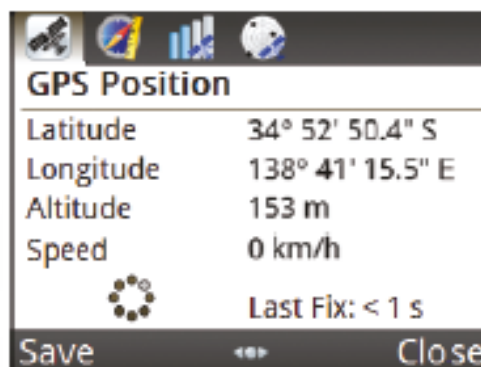 GPS Position
Latitude 34° 52' 50.4" S
Longitude 138° 41' 15.5" E
Altitude 153 m
Speed 0 km/h
Last Fix: < 1 s
Save Close